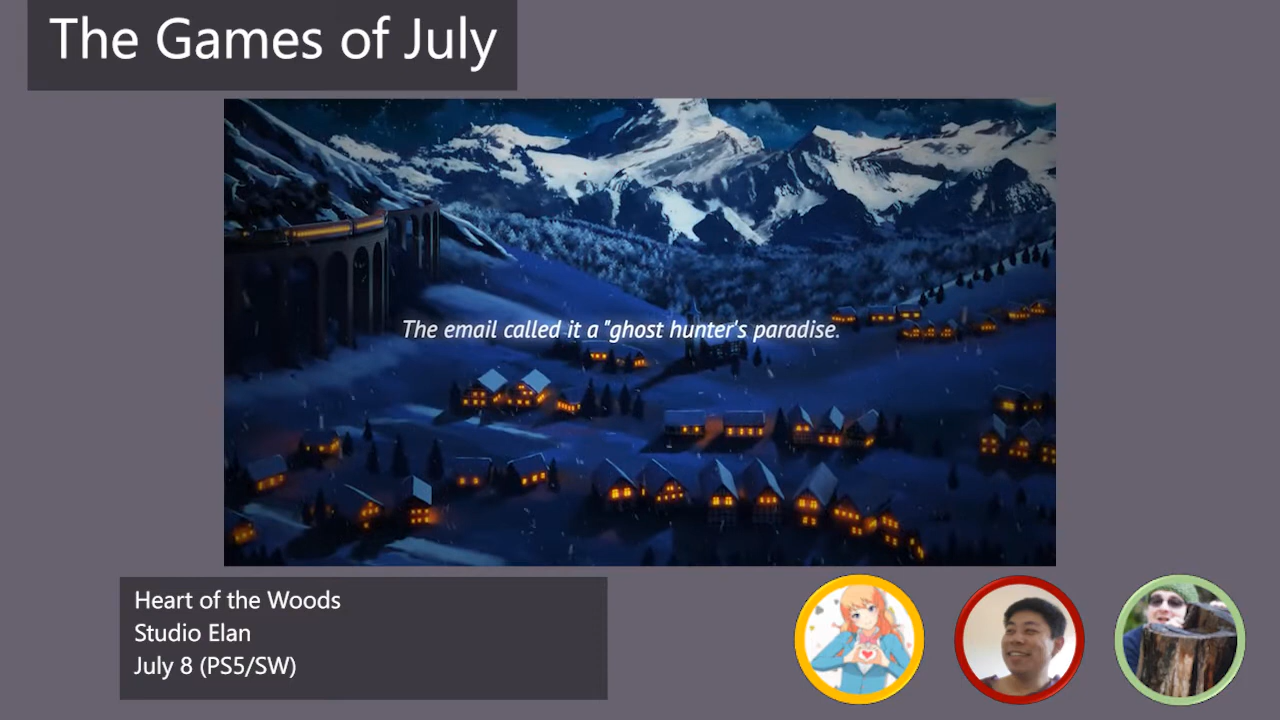 The Games of July
The email called it a "ghost hunter's paradise.
Heart of the Woods
Studio Elan
July 8 (PS5/SW)